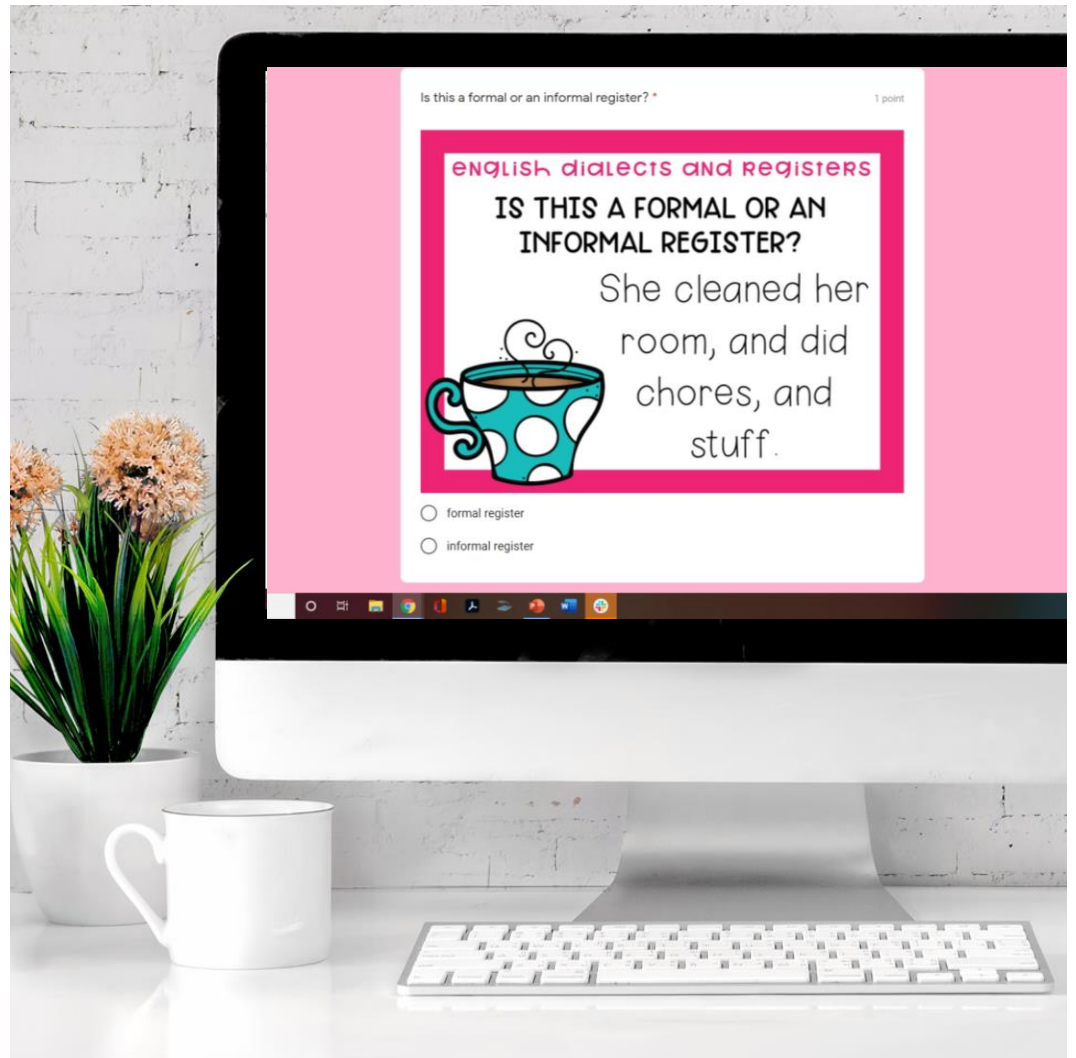 Is this a formal or an informal register? *
1 point
English Dialects and Registers
IS THIS A FORMAL OR AN
INFORMAL REGISTER?
She cleaned her
room, and did
chores, and
stuff.
formal register
informal register